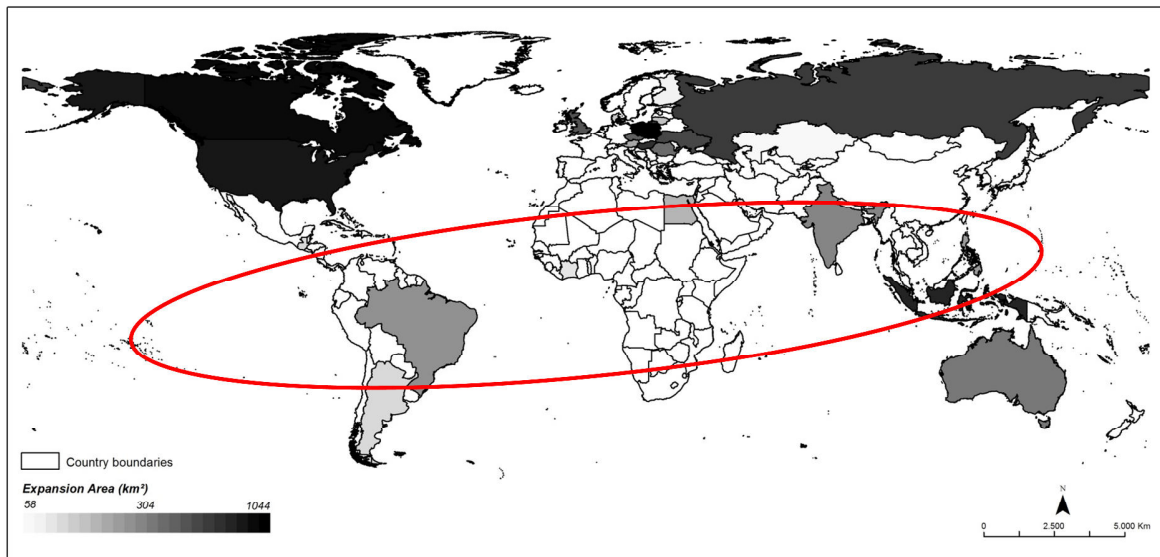 Country boundaries
Expansion Area (km²)
58 304 1044
N
0 2.500 5.000 Km